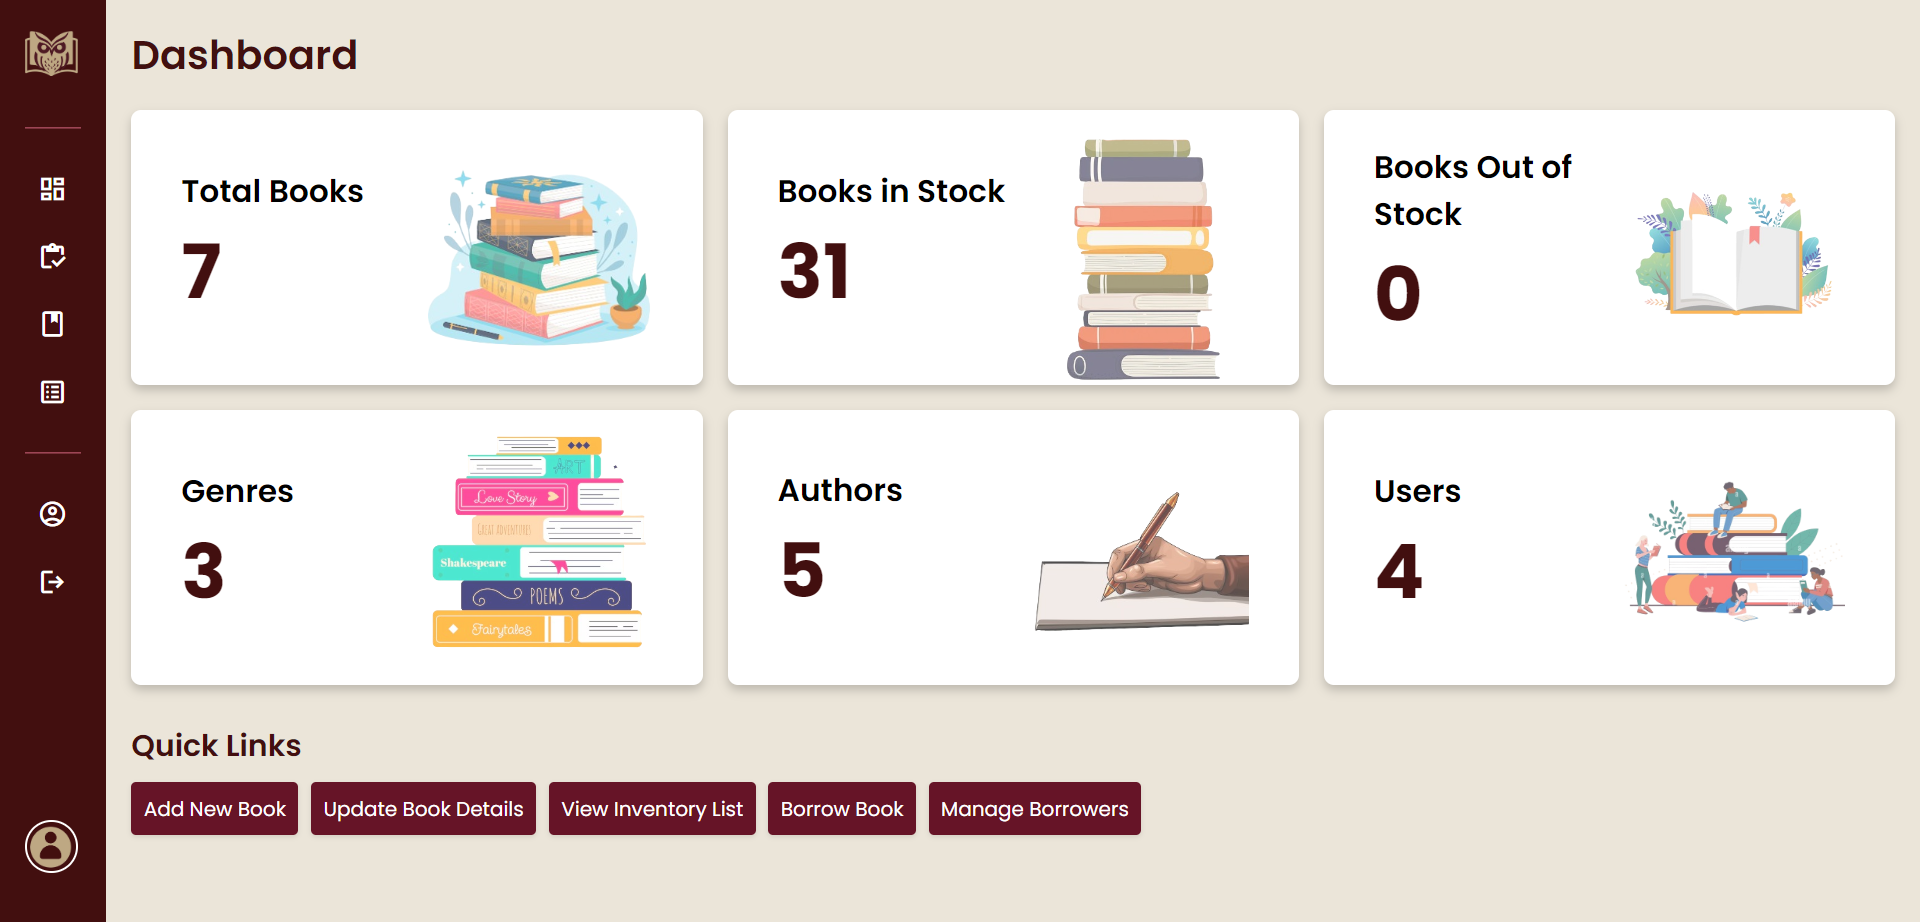 Dashboard
Total Books
7
Books in Stock
31
Books Out of
Stock
0
Genres
3
ART
Love Story
GREAT ADVENTURES
Shakespeare
POEMS
Fairytales
Authors
5
Users
4
Quick Links
Add New Book
Update Book Details
View Inventory List
Borrow Book
Manage Borrowers